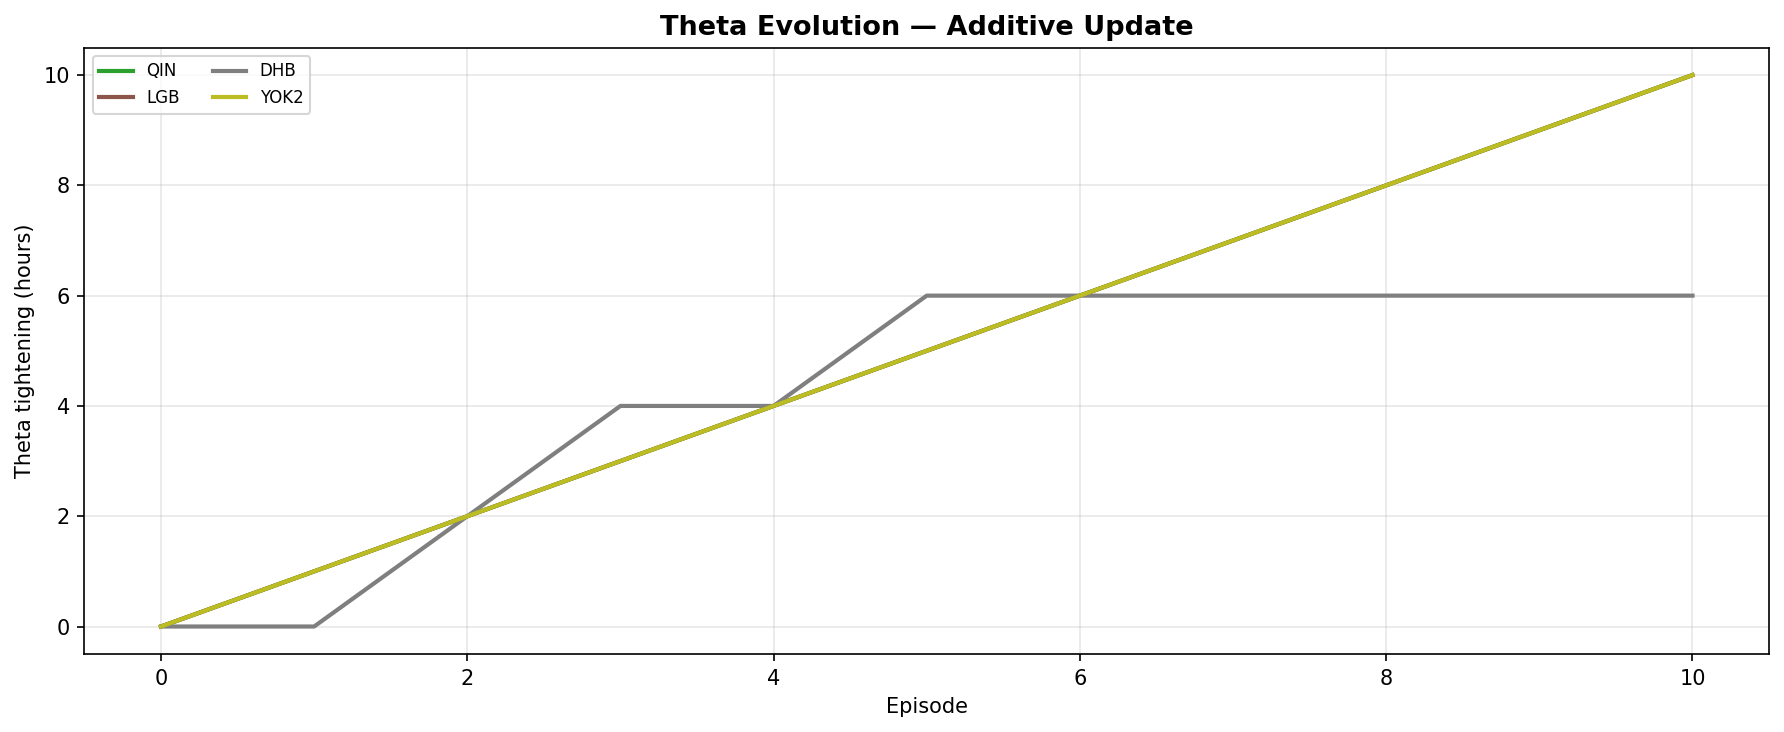 Theta Evolution — Additive Update
QIN
DHB
LGB
YOK2
10
8
6
4
2
0
Theta tightening (hours)
0
2
4
6
8
10
Episode